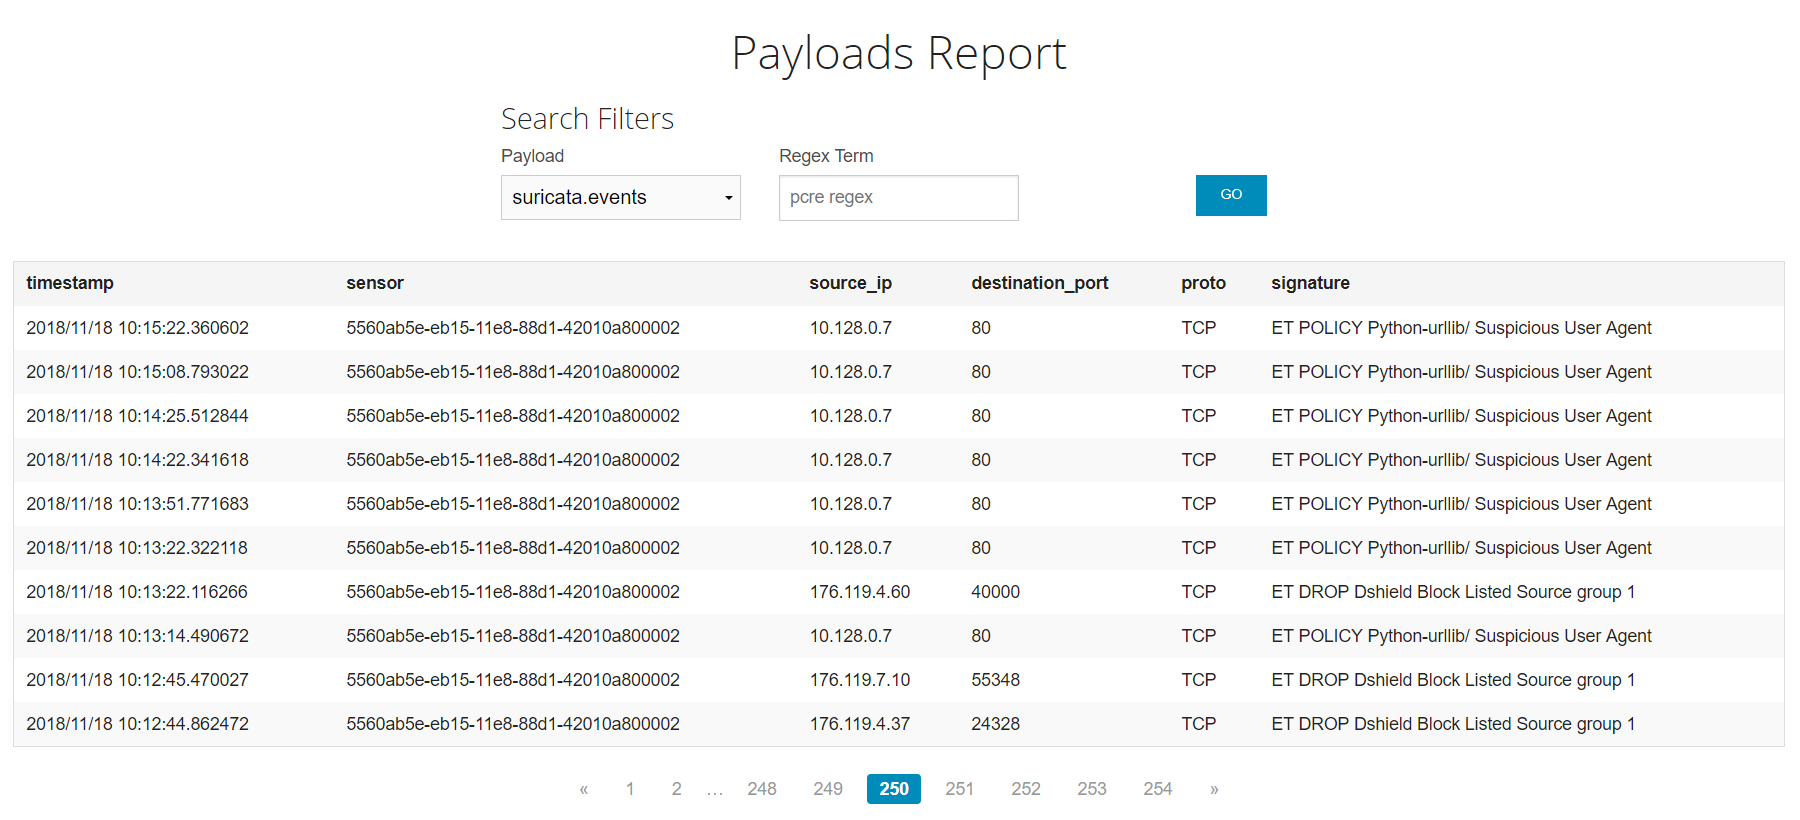 Payloads Report
Search Filters
Payload Regex Term
suricata.events pcre regex GO
timestamp sensor source_ip destination_port proto signature
2018/11/18 10:15:22.360602 5560ab5e-eb15-11e8-88d1-42010a800002 10.128.0.7 80 TCP ET POLICY Python-urllib/ Suspicious User Agent
2018/11/18 10:15:08.793022 5560ab5e-eb15-11e8-88d1-42010a800002 10.128.0.7 80 TCP ET POLICY Python-urllib/ Suspicious User Agent
2018/11/18 10:14:25.512844 5560ab5e-eb15-11e8-88d1-42010a800002 10.128.0.7 80 TCP ET POLICY Python-urllib/ Suspicious User Agent
2018/11/18 10:14:22.341618 5560ab5e-eb15-11e8-88d1-42010a800002 10.128.0.7 80 TCP ET POLICY Python-urllib/ Suspicious User Agent
2018/11/18 10:13:51.771683 5560ab5e-eb15-11e8-88d1-42010a800002 10.128.0.7 80 TCP ET POLICY Python-urllib/ Suspicious User Agent
2018/11/18 10:13:22.322118 5560ab5e-eb15-11e8-88d1-42010a800002 10.128.0.7 80 TCP ET POLICY Python-urllib/ Suspicious User Agent
2018/11/18 10:13:22.116266 5560ab5e-eb15-11e8-88d1-42010a800002 176.119.4.60 40000 TCP ET DROP Dshield Block Listed Source group 1
2018/11/18 10:13:14.490672 5560ab5e-eb15-11e8-88d1-42010a800002 10.128.0.7 80 TCP ET POLICY Python-urllib/ Suspicious User Agent
2018/11/18 10:12:45.470027 5560ab5e-eb15-11e8-88d1-42010a800002 176.119.7.10 55348 TCP ET DROP Dshield Block Listed Source group 1
2018/11/18 10:12:44.862472 5560ab5e-eb15-11e8-88d1-42010a800002 176.119.4.37 24328 TCP ET DROP Dshield Block Listed Source group 1
« 1 2 … 248 249 250 251 252 253 254 »